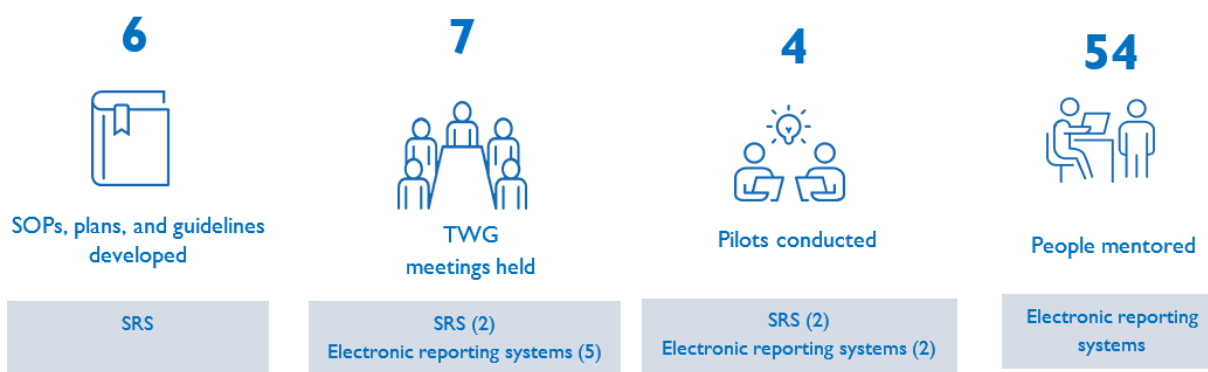 6
SOPs, plans, and guidelines
developed
SRS
7
TWG
meetings held
SRS (2)
Electronic reporting systems (5)
4
Pilots conducted
SRS (2)
Electronic reporting systems (2)
54
People mentored
Electronic reporting
systems